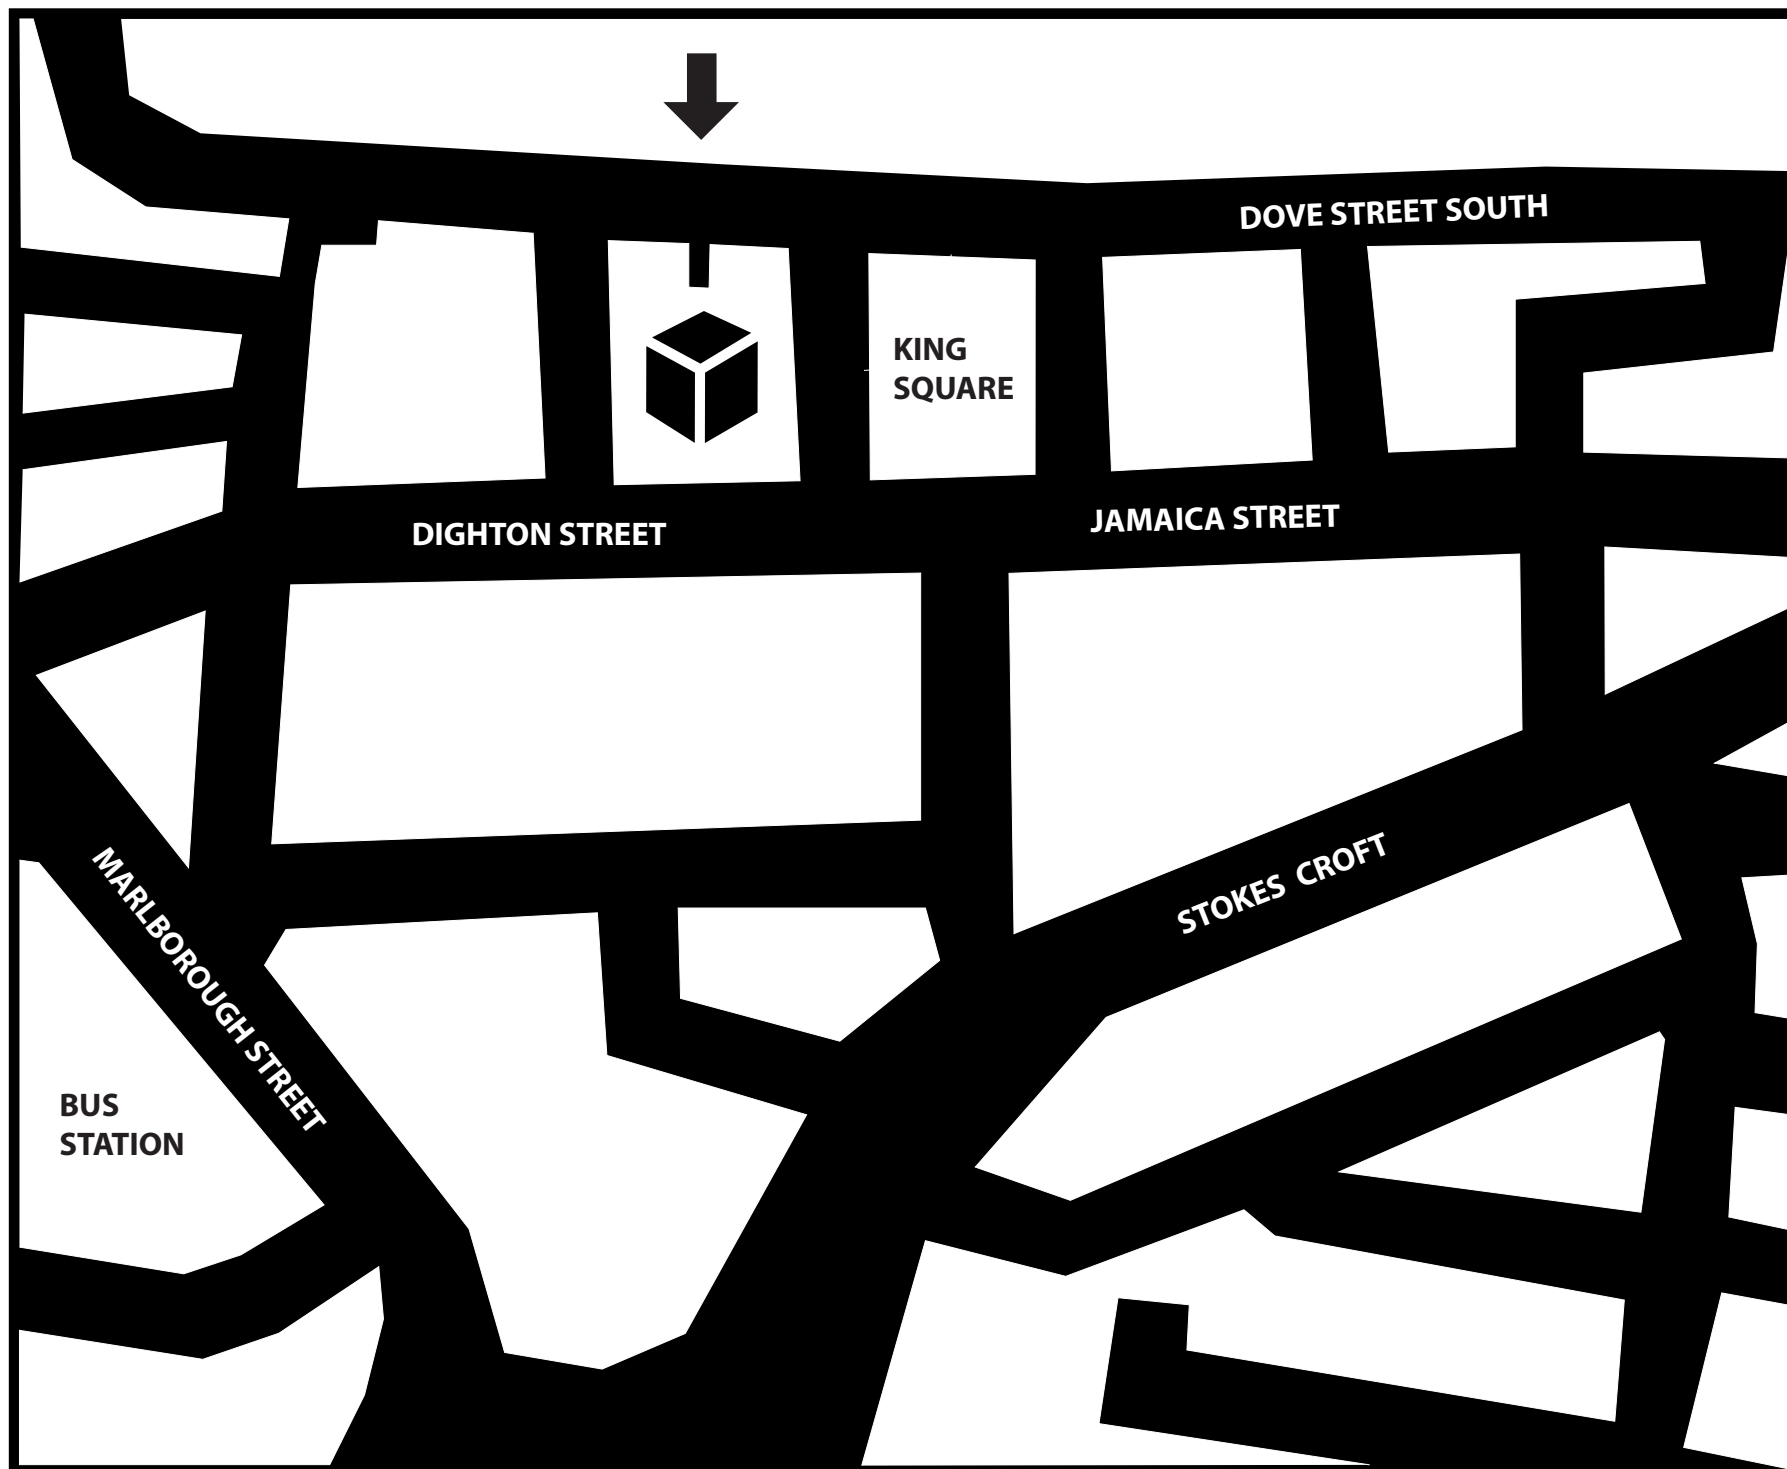 DOVE STREET SOUTH
KING
SQUARE
DIGHTON STREET
JAMAICA STREET
STOKES CROFT
MARLBOROUGH STREET
BUS
STATION